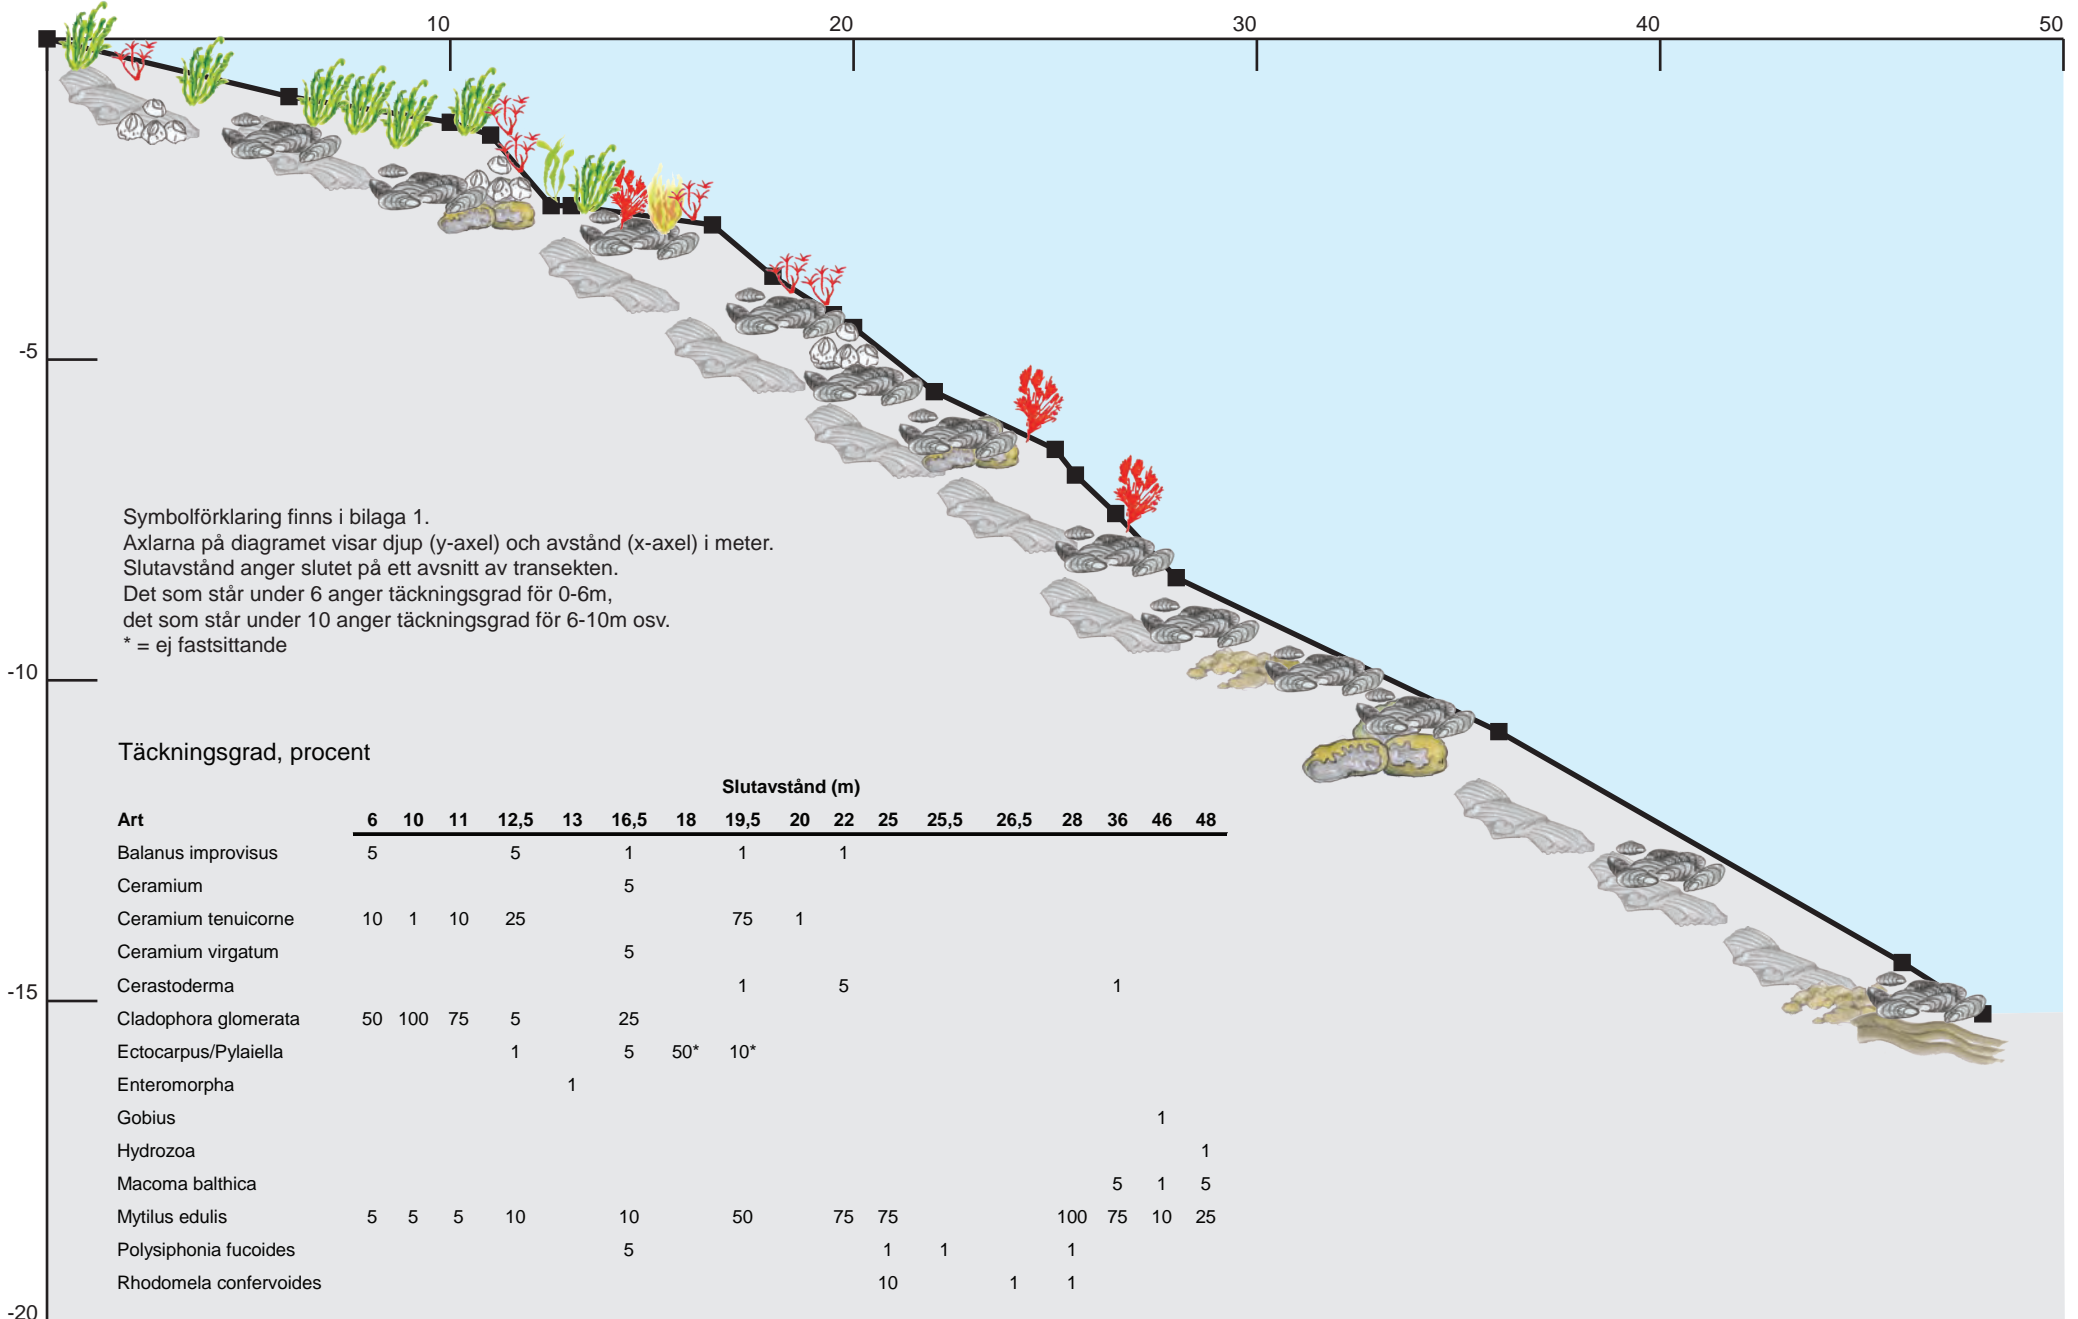 10 20 30 40 50
-5
Symbolförklaring finns i bilaga 1.
Axlarna på diagramet visar djup (y-axel) och avstånd (x-axel) i meter.
Slutavstånd anger slutet på ett avsnitt av transekten.
Det som står under 6 anger täckningsgrad för 0-6m,
det som står under 10 anger täckningsgrad för 6-10m osv.
* = ej fastsittande
-10
Täckningsgrad, procent
Slutavstånd (m)
Art 6 10 11 12,5 13 16,5 18 19,5 20 22 25 25,5 26,5 28 36 46 48
Balanus improvisus 5 5 1 1 1
Ceramium 5
Ceramium tenuicorne 10 1 10 25 75 1
Ceramium virgatum 5
Cerastoderma 1 5 1
-15
Cladophora glomerata 50 100 75 5 25
Ectocarpus/Pylaiella 1 5 50* 10*
Enteromorpha 1
Gobius 1
Hydrozoa 1
Macoma balthica 5 1 5
Mytilus edulis 5 5 5 10 10 50 75 75 100 75 10 25
Polysiphonia fucoides 5 1 1 1
Rhodomela confervoides 10 1 1
-20